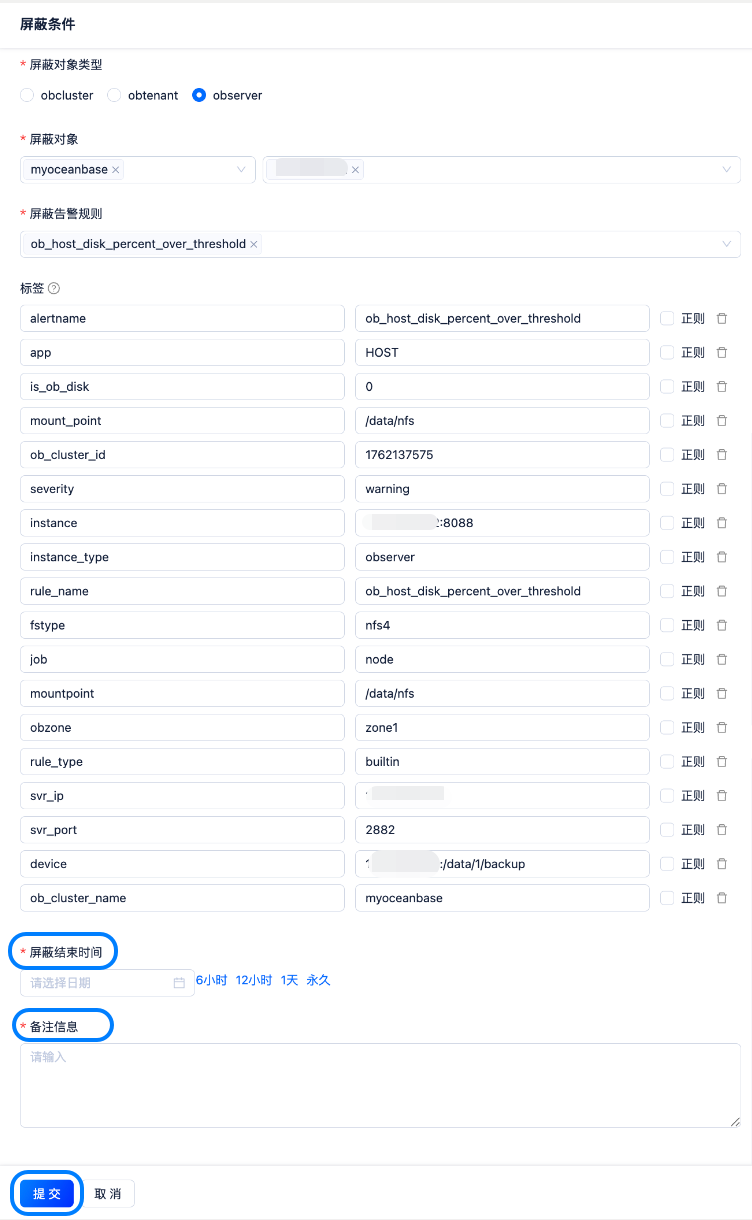 屏蔽条件
* 屏蔽对象类型
obcluster obtenant observer
* 屏蔽对象
myoceanbase
* 屏蔽告警规则
ob_host_disk_percent_over_threshold
标签
alertname ob_host_disk_percent_over_threshold 正则
app HOST 正则
is_ob_disk 0 正则
mount_point /data/nfs 正则
ob_cluster_id 1762137575 正则
severity warning 正则
instance :8088 正则
instance_type observer 正则
rule_name ob_host_disk_percent_over_threshold 正则
fstype nfs4 正则
job node 正则
mountpoint /data/nfs 正则
obzone zone1 正则
rule_type builtin 正则
svr_ip 正则
svr_port 2882 正则
device :/data/1/backup 正则
ob_cluster_name myoceanbase 正则
* 屏蔽结束时间
请选择日期 6小时 12小时 1天 永久
* 备注信息
请输入
提交 取消